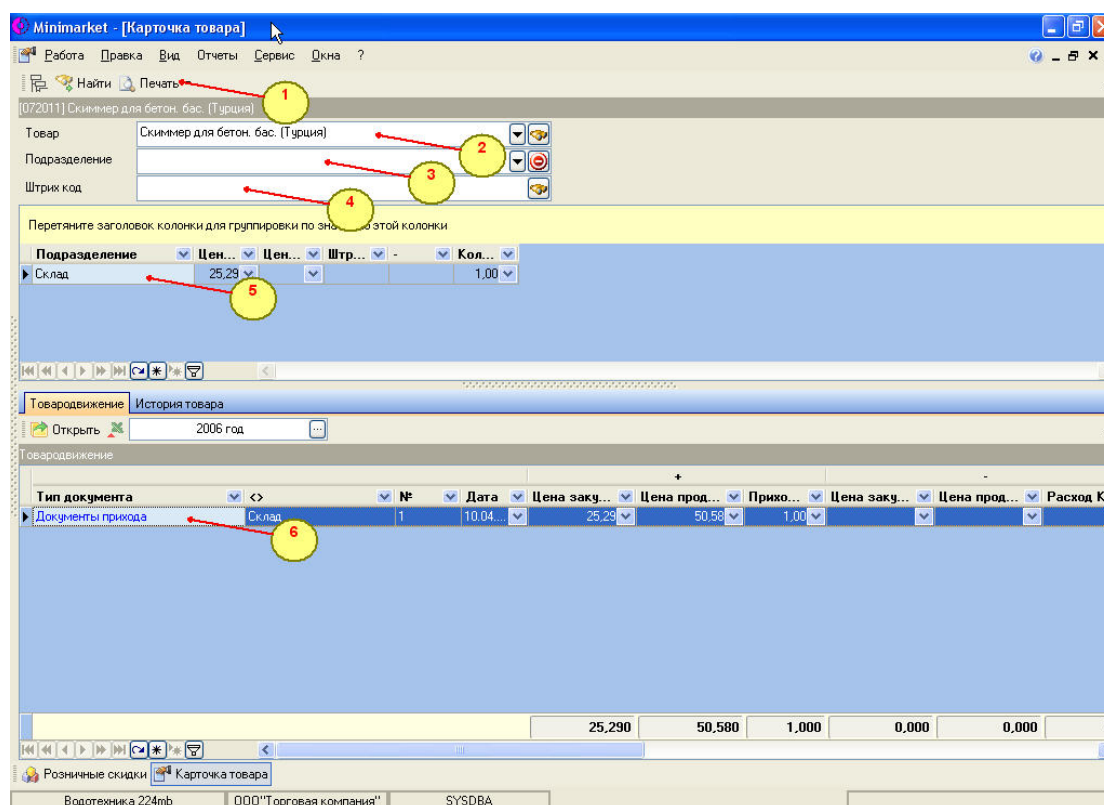 Minimarket - [Карточка товара]
Работа Правка Вид Отчеты Сервис Окна ?
Найти Печать
1
[072011] Скиммер для бетон. бас. (Турция)
Товар Скиммер для бетон. бас. (Турция)
2
Подразделение
3
Штрих код
4
Перетяните заголовок колонки для группировки по этой колонки
Подразделение Цен... Цен... Штр... - Кол...
Склад 25,29 1,00
5
Товародвижение История товара
Открыть 2006 год ...
Товародвижение
+ -
Тип документа <> № Дата Цена заку... Цена прод... Прихо... Цена заку... Цена прод... Расход К
Документы прихода Склад 1 10.04.... 25,29 50,58 1,00
6
25,290 50,580 1,000 0,000 0,000
Розничные скидки Карточка товара
Водотехника 224mb ООО"Торговая компания" SYSDBA